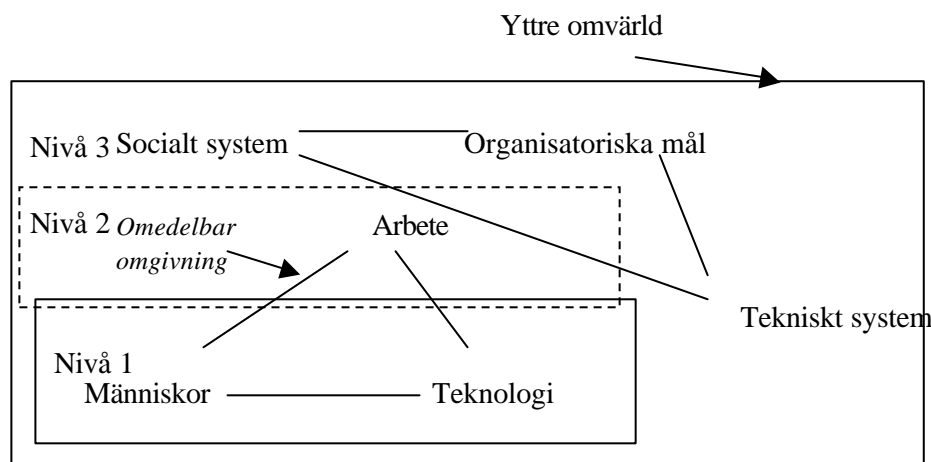 Yttre omvärld
Nivå 3 Socialt system Organisatoriska mål
Nivå 2 Omedelbar Arbete
omgivning
Tekniskt system
Nivå 1
Människor Teknologi